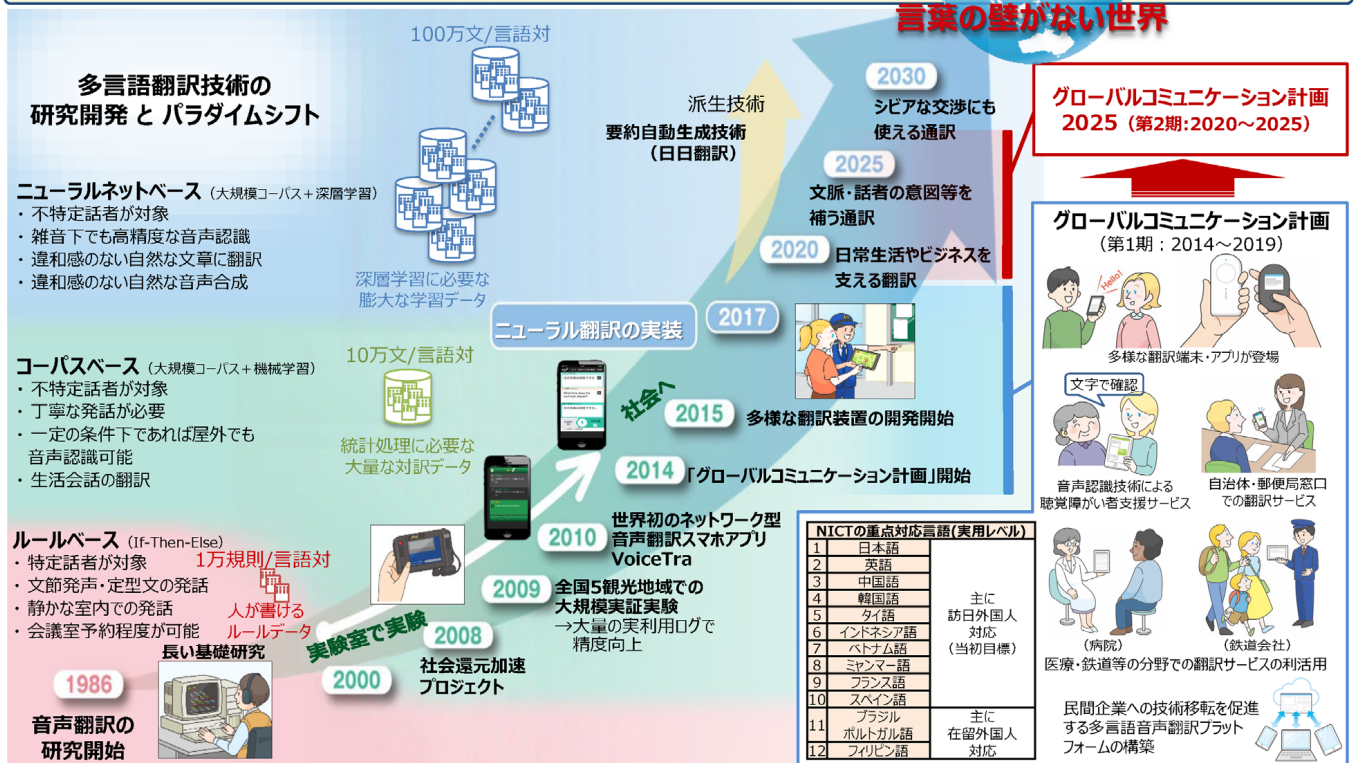 言葉の壁がない世界
多言語翻訳技術の
研究開発 と パラダイムシフト
ニューラルネットベース（大規模コーパス＋深層学習）
・不特定話者が対象
・雑音下でも高精度な音声認識
・違和感のない自然な文章に翻訳
・違和感のない自然な音声合成
100万文/言語対
深層学習に必要な
膨大な学習データ
コーパスベース（大規模コーパス＋機械学習）
・不特定話者が対象
・丁寧な発話が必要
・一定の条件下であれば屋外でも
音声認識可能
・生活会話の翻訳
10万文/言語対
統計処理に必要な
大量な対訳データ
ルールベース（If-Then-Else）
・特定話者が対象
・文節発声・定型文の発話
・静かな室内での発話
・会議室予約程度が可能
1万規則/言語対
人が書ける
ルールデータ
長い基礎研究
1986
音声翻訳の
研究開始
実験室で実験
2000
2008
社会還元加速
プロジェクト
2009
全国5観光地域での
大規模実証実験
→大量の実利用ログで
精度向上
2010
世界初のネットワーク型
音声翻訳スマホアプリ
VoiceTra
2014
「グローバルコミュニケーション計画」開始
社会へ
2015
多様な翻訳装置の開発開始
ニューラル翻訳の実装
2017
2020
日常生活やビジネスを
支える翻訳
2025
文脈・話者の意図等を
補う通訳
2030
シビアな交渉にも
使える通訳
派生技術
要約自動生成技術
（日日翻訳）
グローバルコミュニケーション計画
2025（第2期:2020～2025）
グローバルコミュニケーション計画
（第1期：2014～2019）
Hello!
多様な翻訳端末・アプリが登場
文字で確認
音声認識技術による
聴覚障がい者支援サービス
自治体・郵便局窓口
での翻訳サービス
（病院）
（鉄道会社）
医療・鉄道等の分野での翻訳サービスの利活用
民間企業への技術移転を促進
する多言語音声翻訳プラット
フォームの構築
NICTの重点対応言語(実用レベル)
1 日本語
2 英語
3 中国語
4 韓国語
5 タイ語
6 インドネシア語
7 ベトナム語
8 ミャンマー語
9 フランス語
10 スペイン語
主に
訪日外国人
対応
（当初目標）
11 ブラジル
ポルトガル語
12 フィリピン語
主に
在留外国人
対応